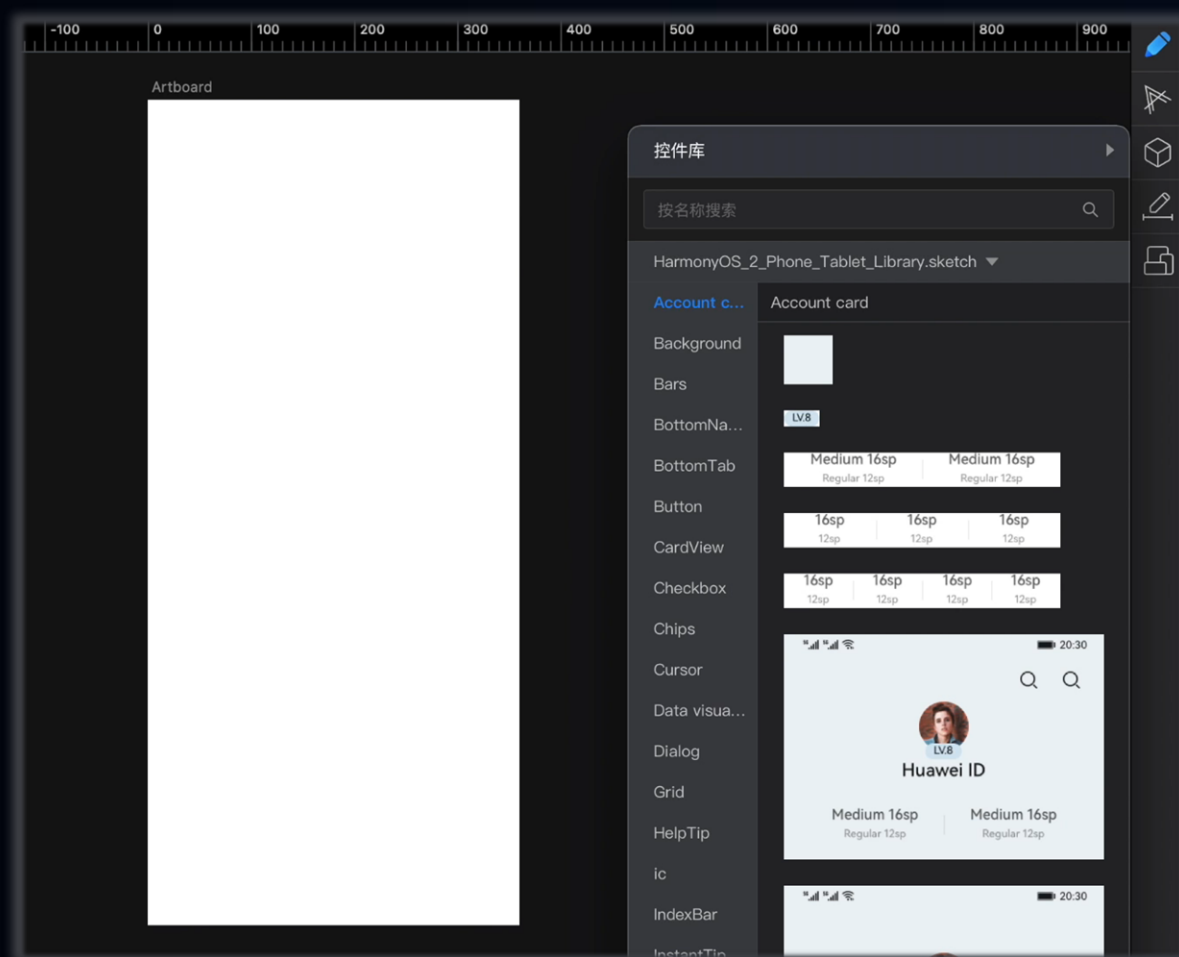 -100 0 100 200 300 400 500 600 700 800 900
Artboard
控件库
按名称搜索
HarmonyOS_2_Phone_Tablet_Library.sketch
Account c...
Account card
Background
Bars
BottomNa...
BottomTab
Button
CardView
Checkbox
Chips
Cursor
Data visua...
Dialog
Grid
HelpTip
ic
IndexBar
InstantTip
LV.8
Medium 16sp Medium 16sp
Regular 12sp Regular 12sp
16sp 16sp 16sp
12sp 12sp 12sp
16sp 16sp 16sp 16sp
12sp 12sp 12sp 12sp
20:30
LV.8
Huawei ID
Medium 16sp Medium 16sp
Regular 12sp Regular 12sp
20:30